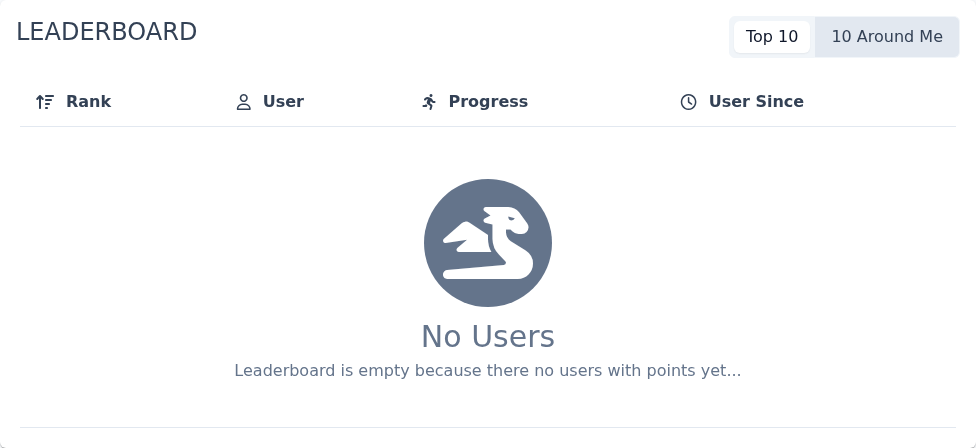 LEADERBOARD
Top 10
10 Around Me
Rank
User
Progress
User Since
No Users
Leaderboard is empty because there no users with points yet...